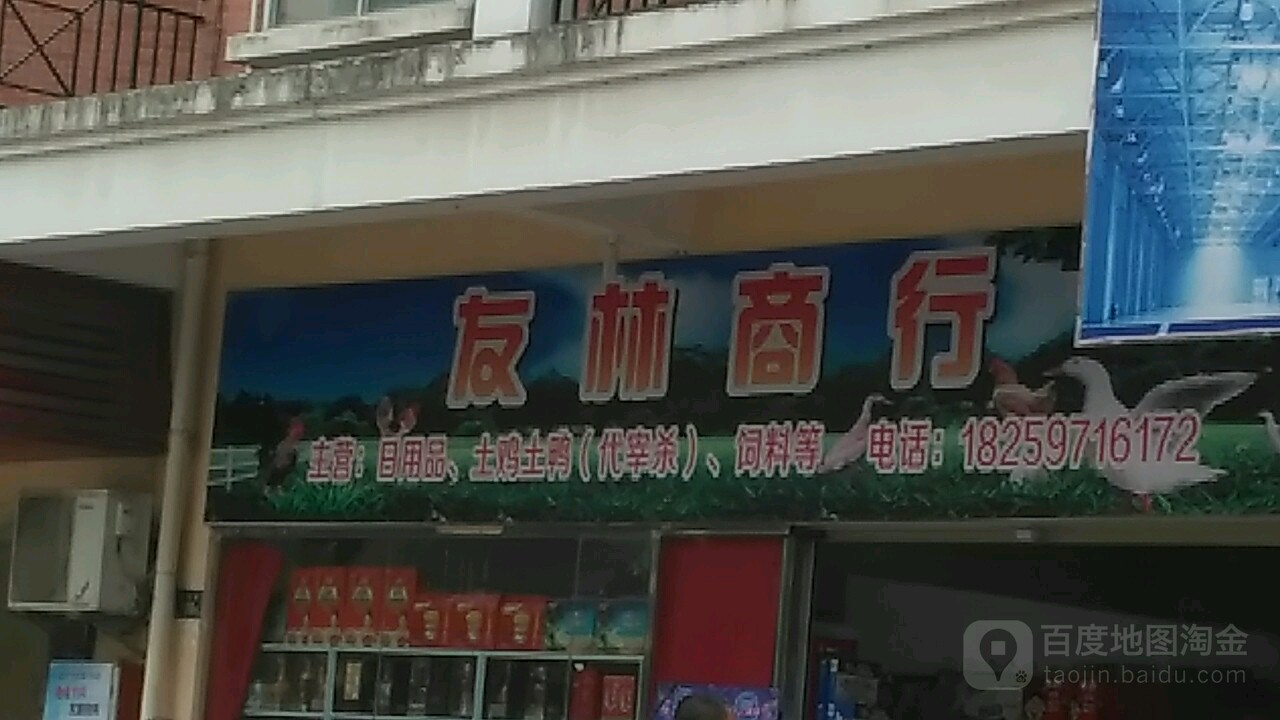 友林商行
主营：日用品、土鸡土鸭（代宰杀）、饲料等 电话：18259716172
百度地图淘金
taojin.baidu.com